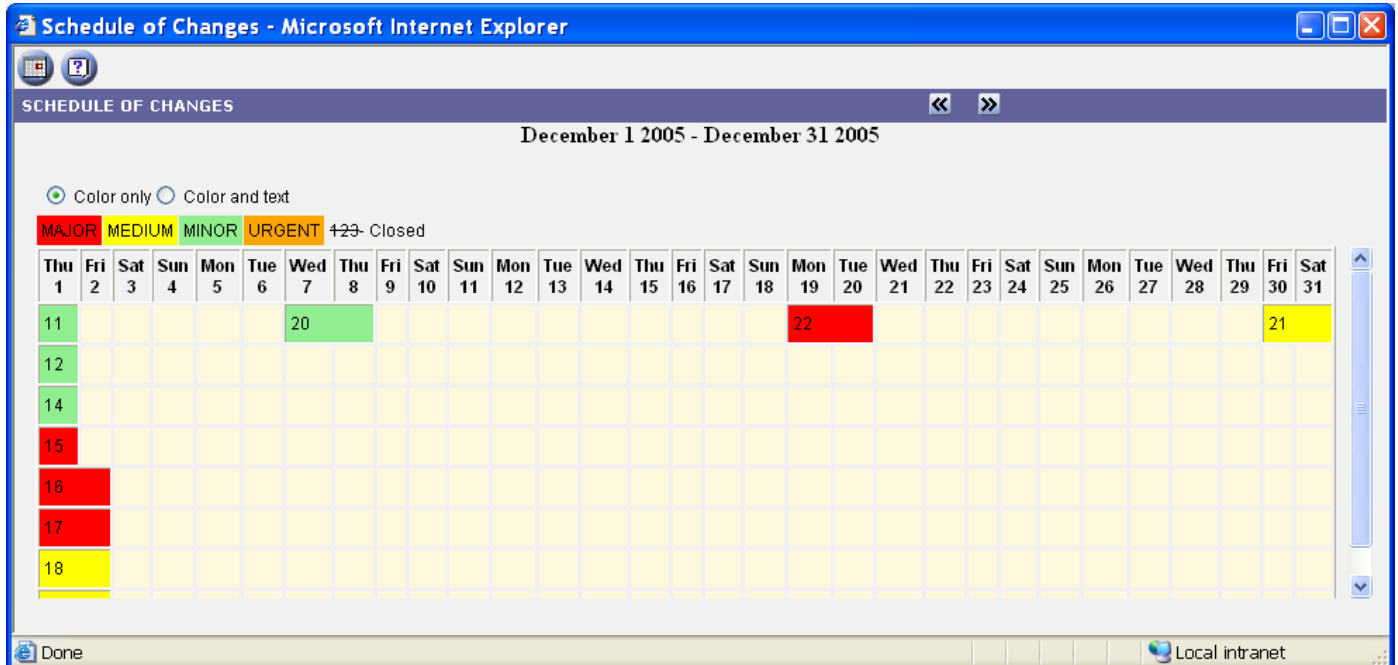 Schedule of Changes - Microsoft Internet Explorer
SCHEDULE OF CHANGES
December 1 2005 - December 31 2005
Color only Color and text
MAJOR MEDIUM MINOR URGENT 123- Closed
Thu Fri Sat Sun Mon Tue Wed Thu Fri Sat Sun Mon Tue Wed Thu Fri Sat Sun Mon Tue Wed Thu Fri Sat Sun Mon Tue Wed Thu Fri Sat
1 2 3 4 5 6 7 8 9 10 11 12 13 14 15 16 17 18 19 20 21 22 23 24 25 26 27 28 29 30 31
11 20 22 21
12
14
15
16
17
18
Done Local intranet